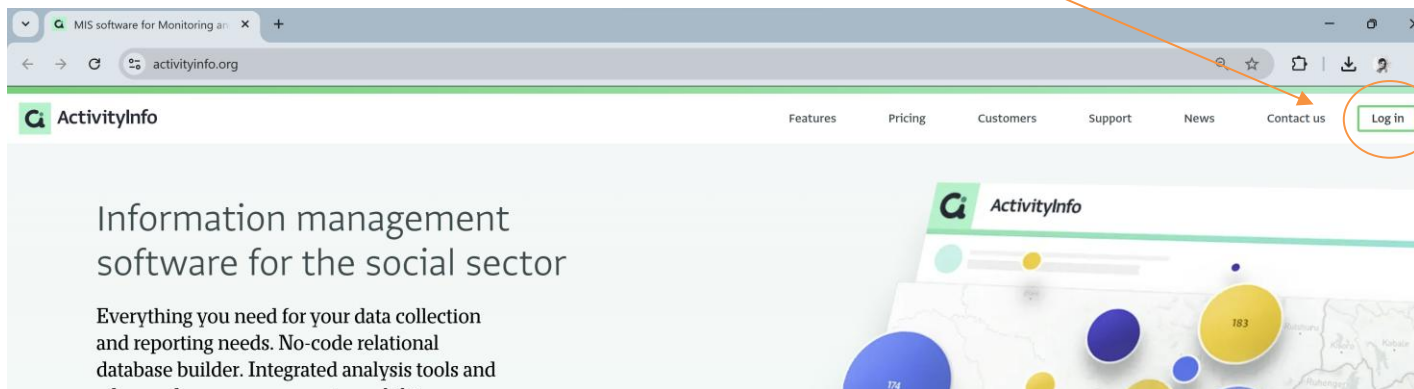 MIS software for Monitoring an
activityinfo.org
ActivityInfo
Features Pricing Customers Support News Contact us Log in
Information management
software for the social sector
Everything you need for your data collection
and reporting needs. No-code relational
database builder. Integrated analysis tools and
ActivityInfo
183
174